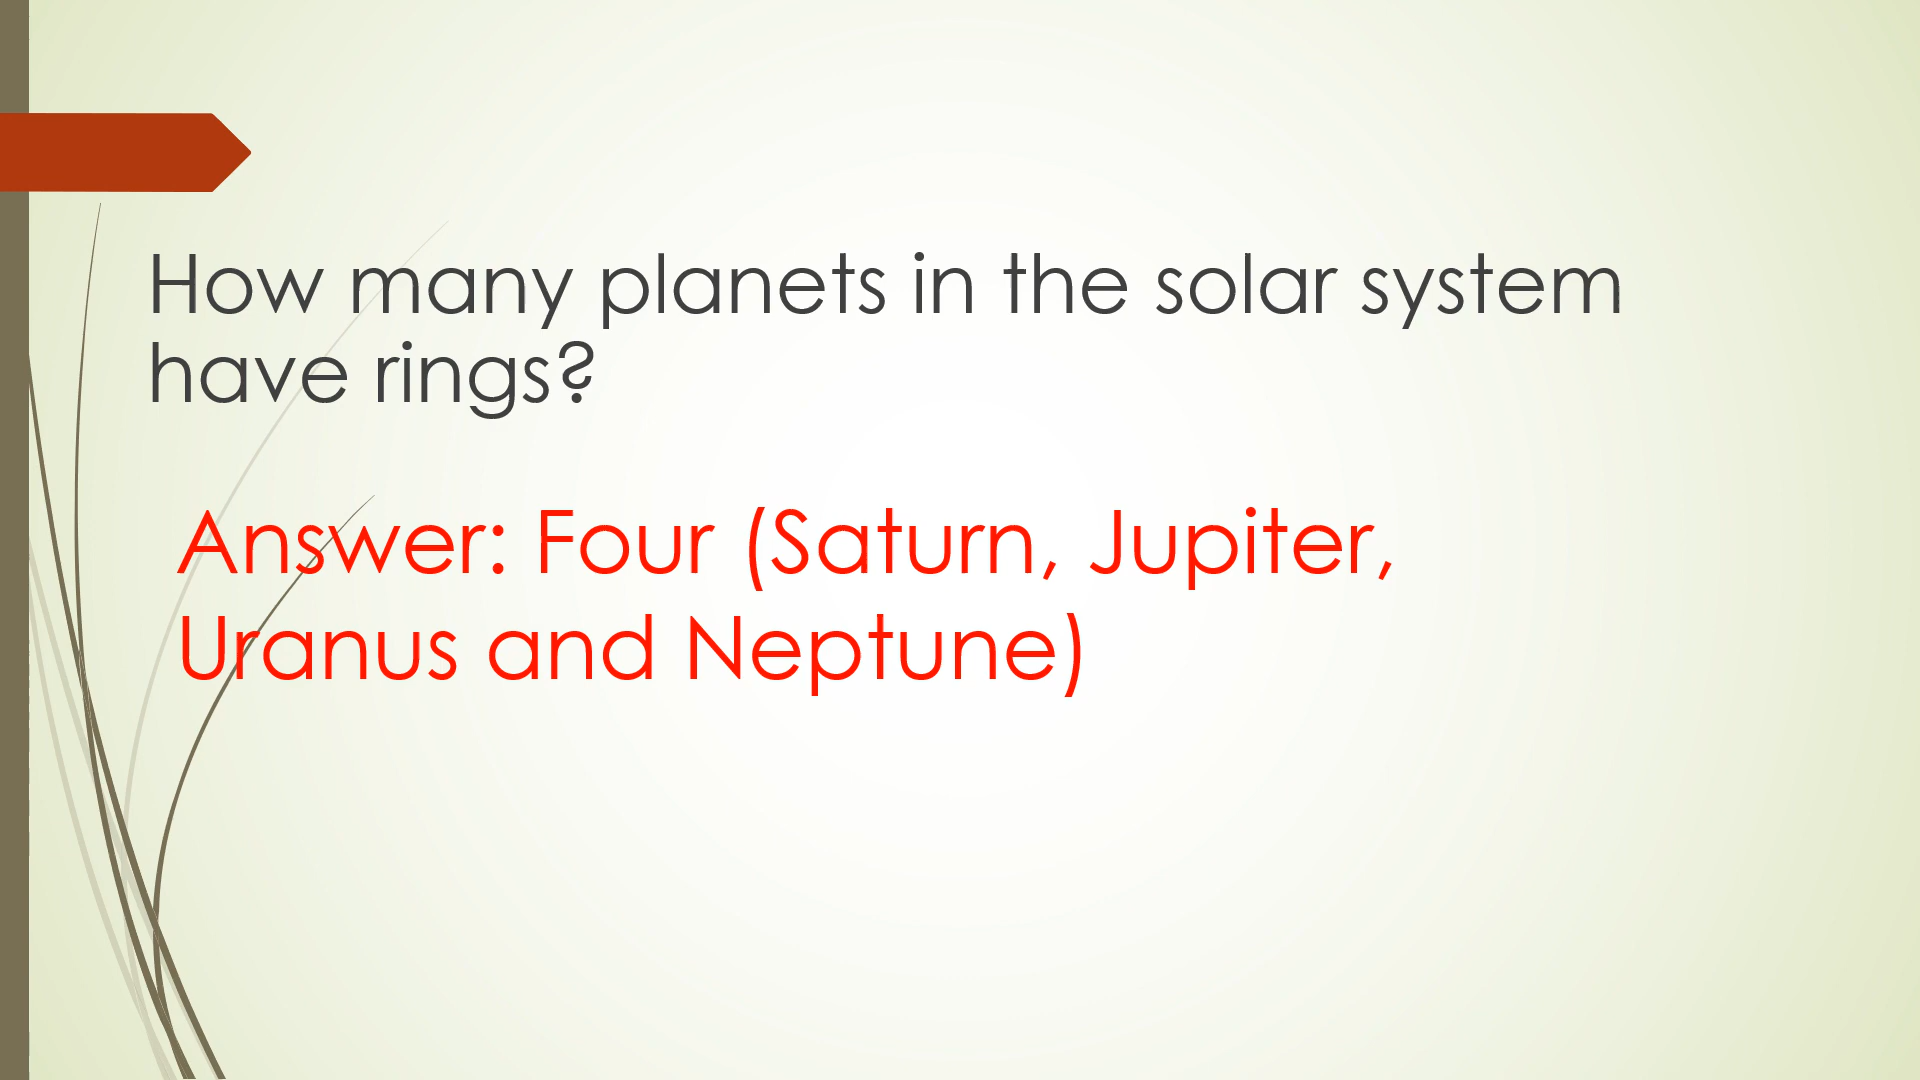 How many planets in the solar system
have rings?
Answer: Four (Saturn, Jupiter,
Uranus and Neptune)